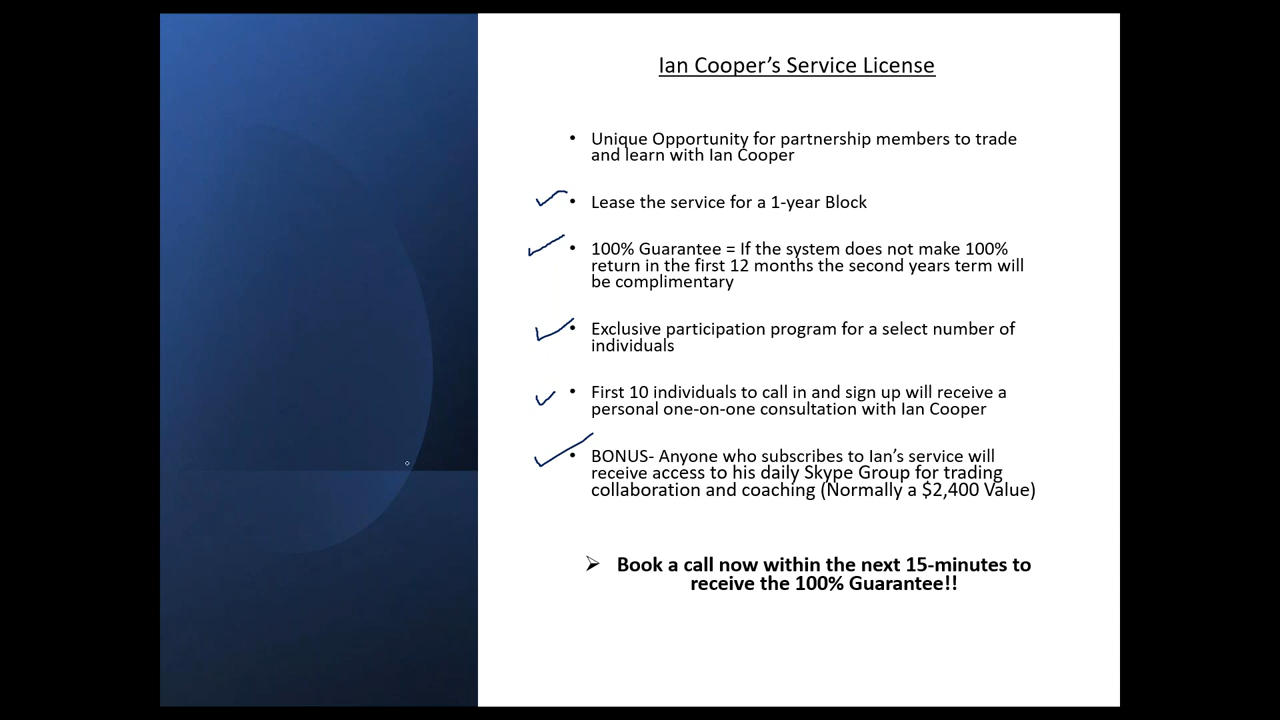 Ian Cooper's Service License
• Unique Opportunity for partnership members to trade
and learn with Ian Cooper
• Lease the service for a 1-year Block
• 100% Guarantee = If the system does not make 100%
return in the first 12 months the second years term will
be complimentary
• Exclusive participation program for a select number of
individuals
• First 10 individuals to call in and sign up will receive a
personal one-on-one consultation with Ian Cooper
• BONUS- Anyone who subscribes to Ian's service will
receive access to his daily Skype Group for trading
collaboration and coaching (Normally a $2,400 Value)
➢ Book a call now within the next 15-minutes to
receive the 100% Guarantee!!